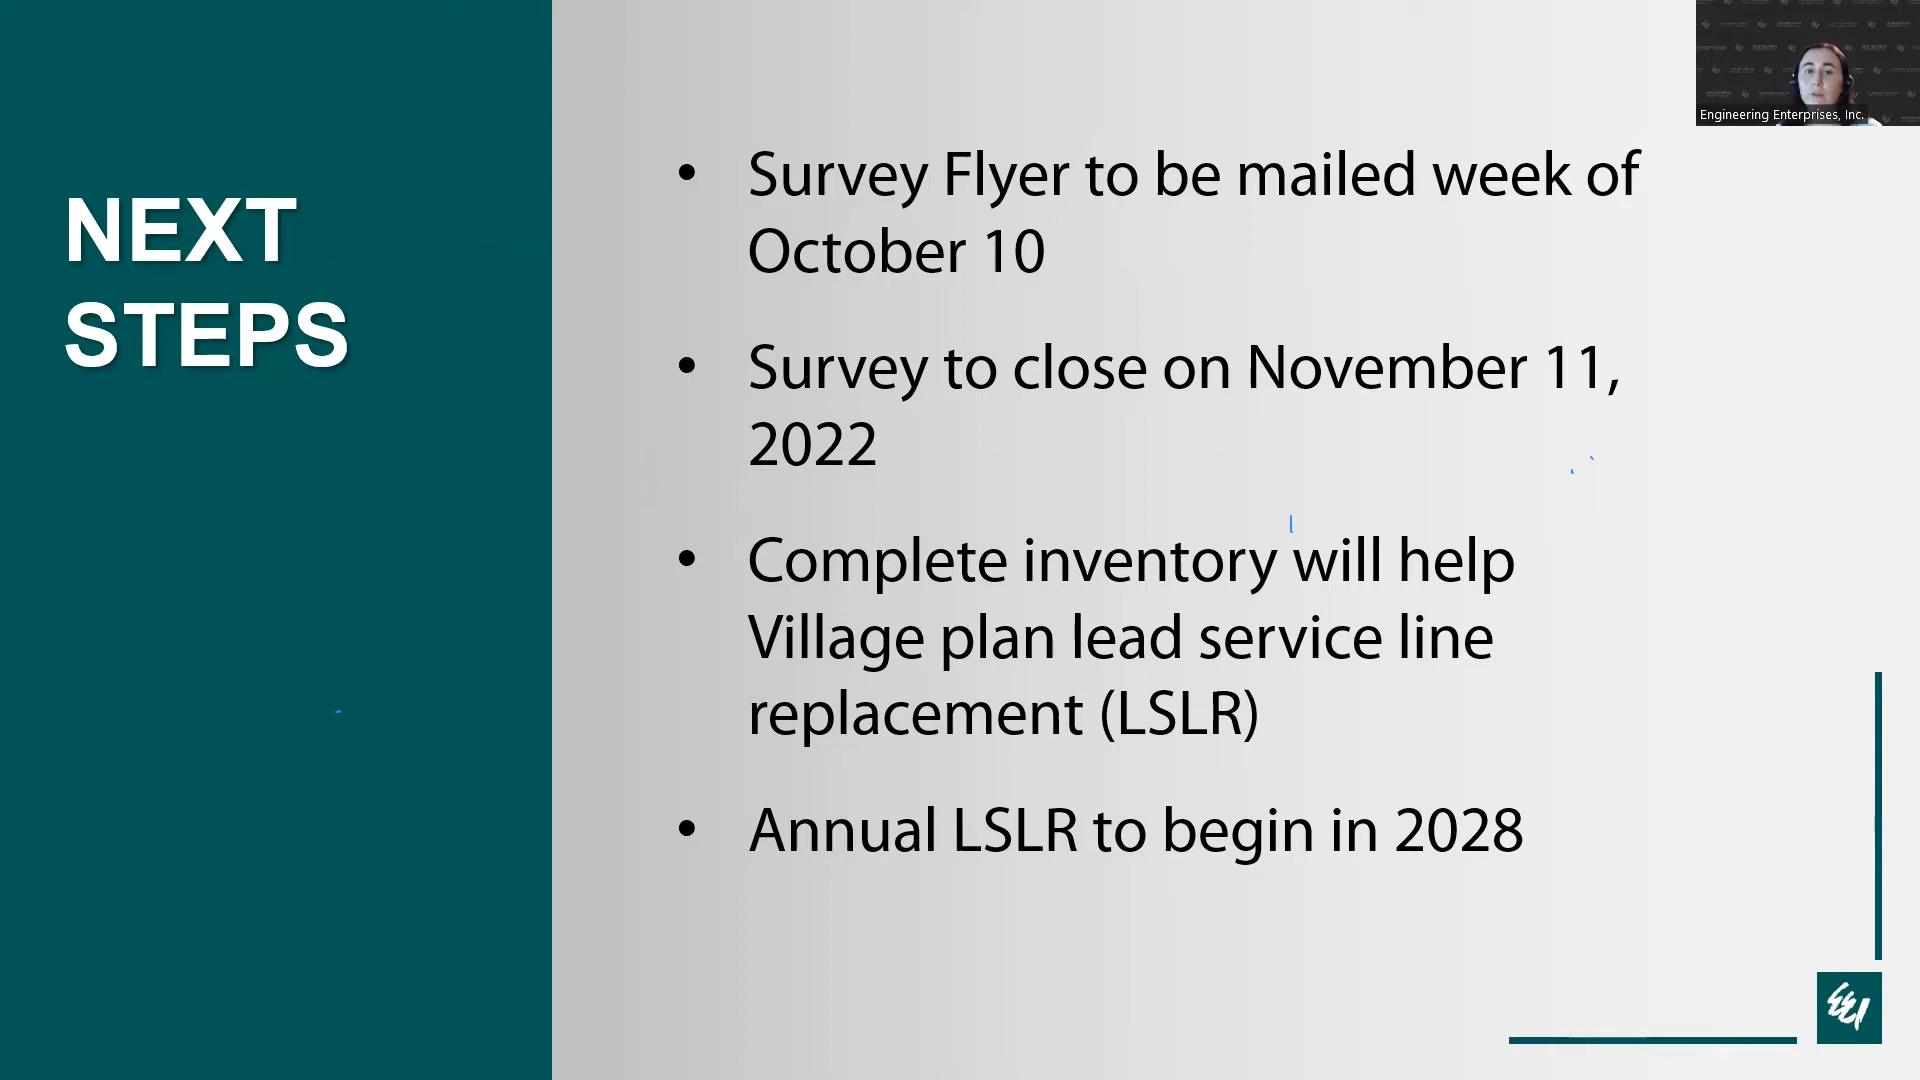 Engineering Enterprises, Inc.
NEXT
STEPS
• Survey Flyer to be mailed week of
October 10
• Survey to close on November 11,
2022
• Complete inventory will help
Village plan lead service line
replacement (LSLR)
• Annual LSLR to begin in 2028
EEI